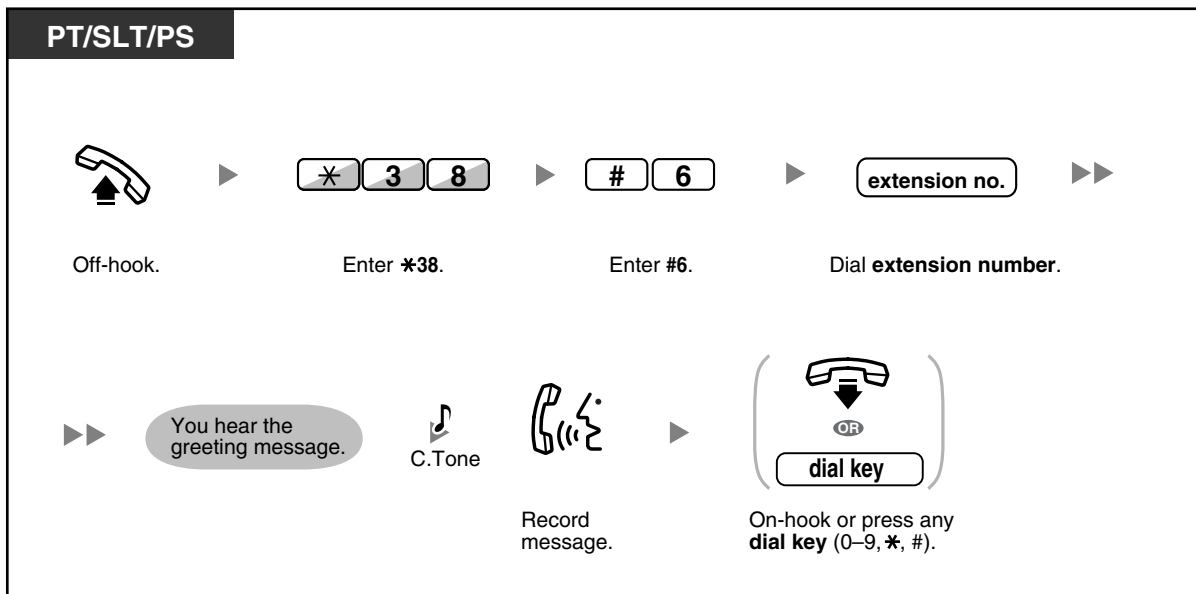 PT/SLT/PS
* 3 8
# 6
extension no.
Off-hook.
Enter *38.
Enter #6.
Dial extension number.
You hear the
greeting message.
C.Tone
OR
dial key
Record
message.
On-hook or press any
dial key (0–9, *, #).